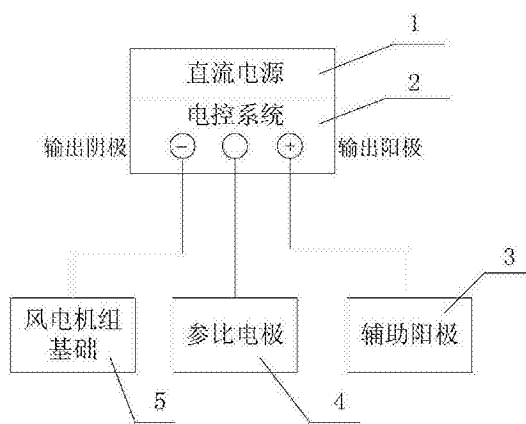 1
直流电源
2
电控系统
输出阴极
输出阳极
3
风电机组
基础
参比电极
辅助阳极
5
4